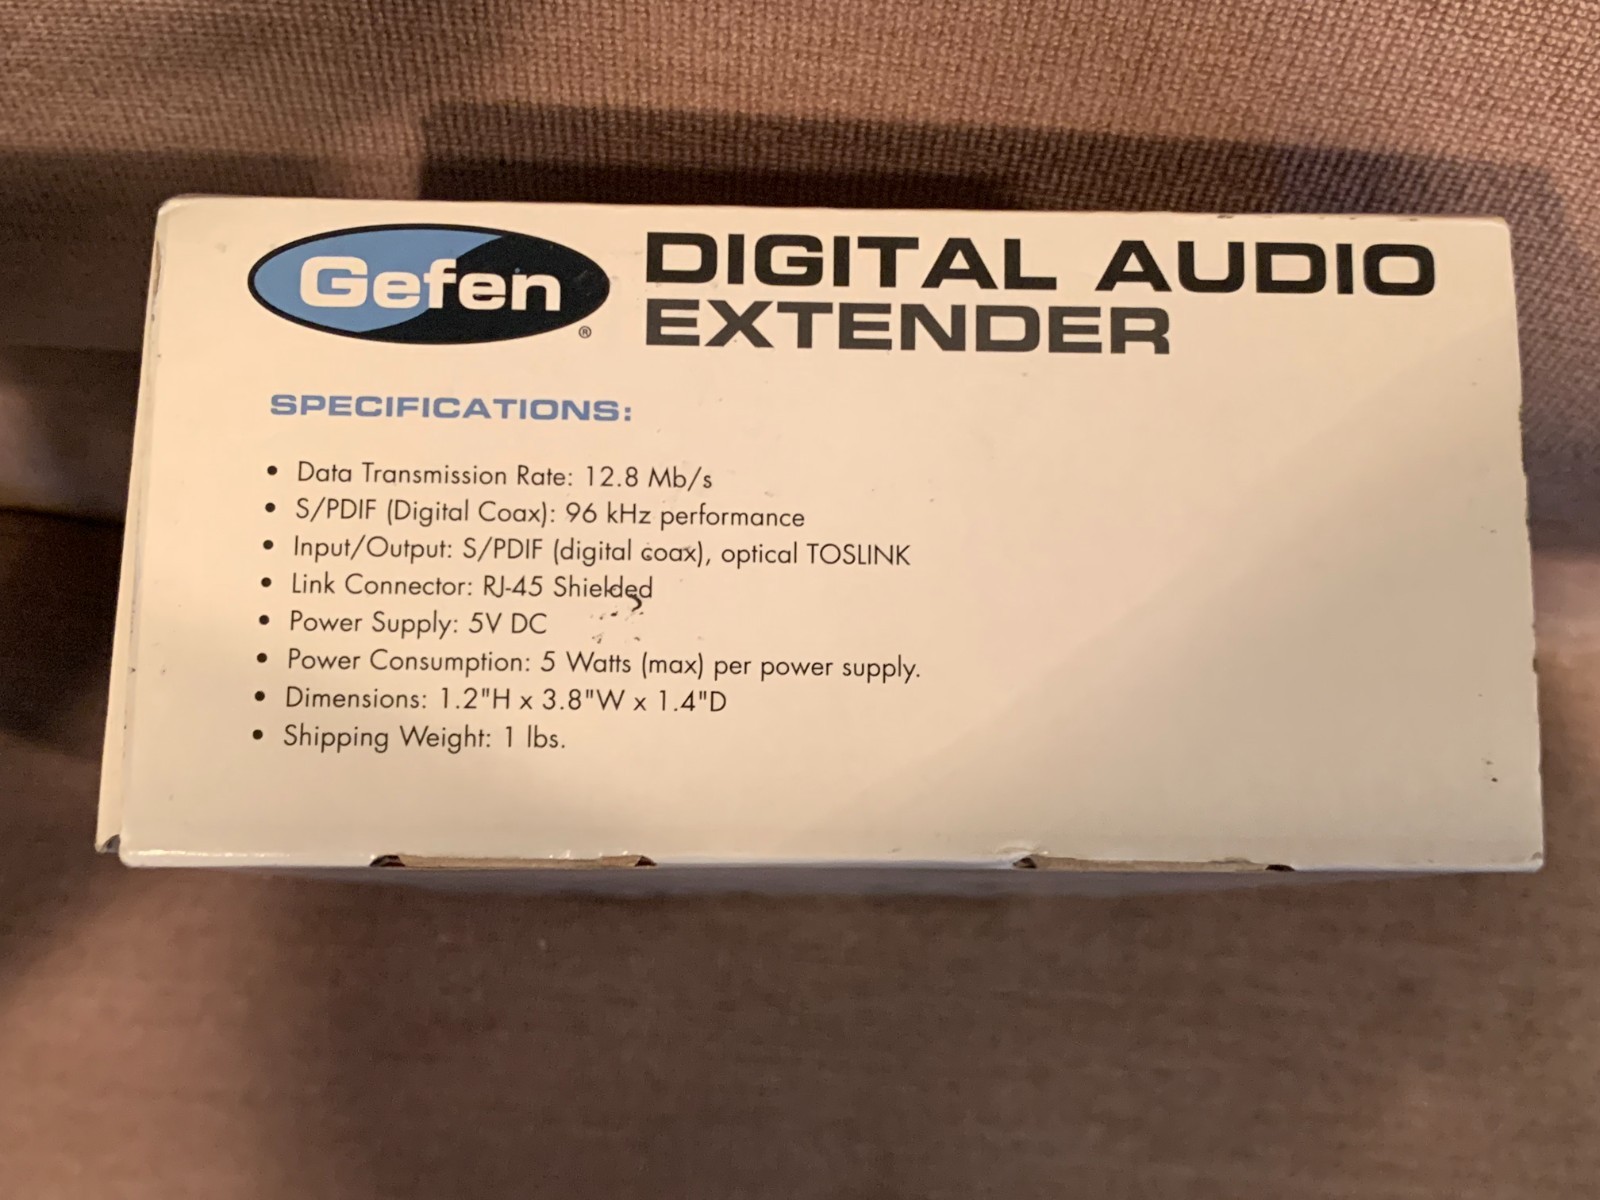 Gefen®
DIGITAL AUDIO
EXTENDER
SPECIFICATIONS:
• Data Transmission Rate: 12.8 Mb/s
• S/PDIF (Digital Coax): 96 kHz performance
• Input/Output: S/PDIF (digital coax), optical TOSLINK
• Link Connector: RJ-45 Shielded
• Power Supply: 5V DC
• Power Consumption: 5 Watts (max) per power supply.
• Dimensions: 1.2"H x 3.8"W x 1.4"D
• Shipping Weight: 1 lbs.